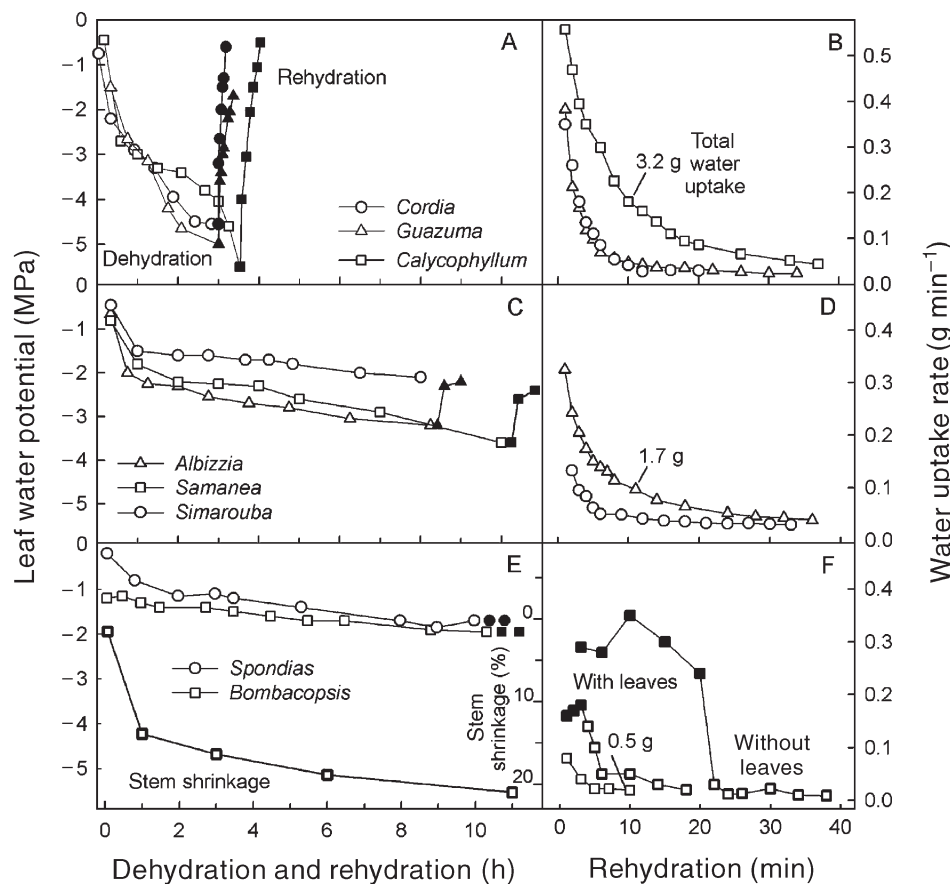 A
0
−1
−2
−3
−4
−5
0
Rehydration
Dehydration
Cordia
Guazuma
Calycophyllum
B
0.5
0.4
0.3
0.2
0.1
0.0
Total
water
uptake
3.2 g
C
−1
−2
−3
−4
−5
0
Albizzia
Samanea
Simarouba
D
0.4
0.3
0.2
0.1
0.0
1.7 g
E
−1
−2
−4
−5
Spondias
Bombacopsis
Stem shrinkage
0
10
20
Stem
shrinkage (%)
F
0.4
0.3
0.2
0.1
0.0
With leaves
0.5 g
Without
leaves
0 2 4 6 8 10 h
0 10 20 30 40
Leaf water potential (MPa)
Water uptake rate (g min−1)
Dehydration and rehydration (h)
Rehydration (min)